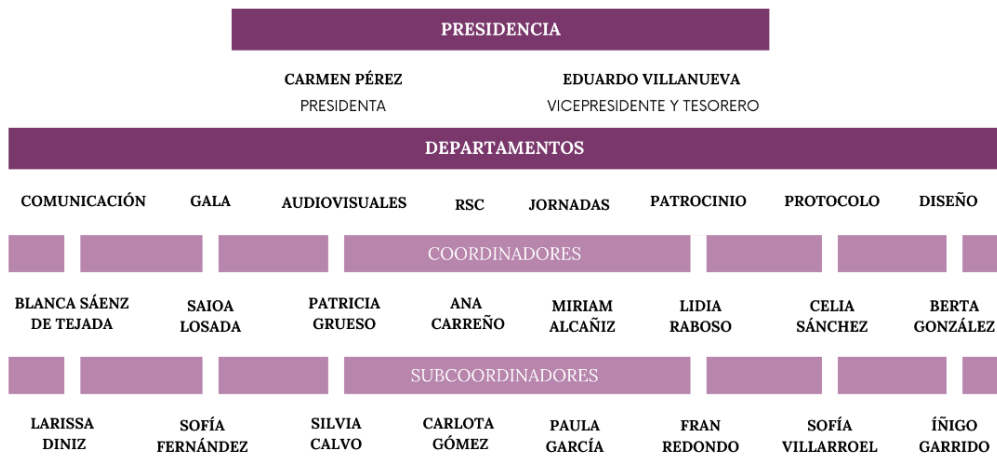 PRESIDENCIA
CARMEN PÉREZ EDUARDO VILLANUEVA
PRESIDENTA VICEPRESIDENTE Y TESORERO
DEPARTAMENTOS
COMUNICACIÓN GALA AUDIOVISUALES RSC JORNADAS PATROCINIO PROTOCOLO DISEÑO
COORDINADORES
BLANCA SÁENZ SAIOA PATRICIA ANA MIRIAM LIDIA CELIA BERTA
DE TEJADA LOSADA GRUESO CARREÑO ALCAÑIZ RABOSO SÁNCHEZ GONZÁLEZ
SUBCOORDINADORES
LARISSA SOFÍA SILVIA CARLOTA PAULA FRAN SOFÍA ÍÑIGO
DINIZ FERNÁNDEZ CALVO GÓMEZ GARCÍA REDONDO VILLARROEL GARRIDO